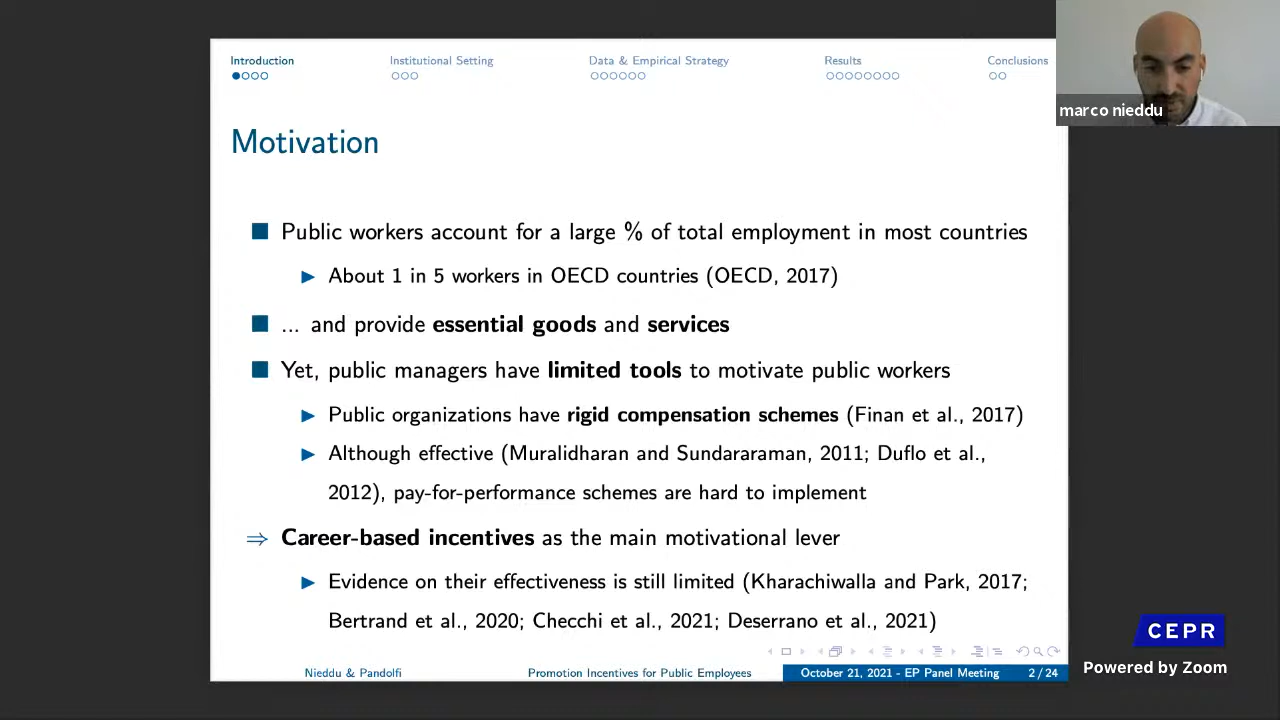 Introduction
Institutional Setting
Data & Empirical Strategy
Results
Conclusions
marco nieddu
Motivation
Public workers account for a large % of total employment in most countries
About 1 in 5 workers in OECD countries (OECD, 2017)
... and provide essential goods and services
Yet, public managers have limited tools to motivate public workers
Public organizations have rigid compensation schemes (Finan et al., 2017)
Although effective (Muralidharan and Sundararaman, 2011; Duflo et al.,
2012), pay-for-performance schemes are hard to implement
⇒ Career-based incentives as the main motivational lever
Evidence on their effectiveness is still limited (Kharachiwalla and Park, 2017;
Bertrand et al., 2020; Checchi et al., 2021; Deserrano et al., 2021)
Nieddu & Pandolfi
Promotion Incentives for Public Employees
October 21, 2021 - EP Panel Meeting
2 / 24
CEPR
Powered by Zoom